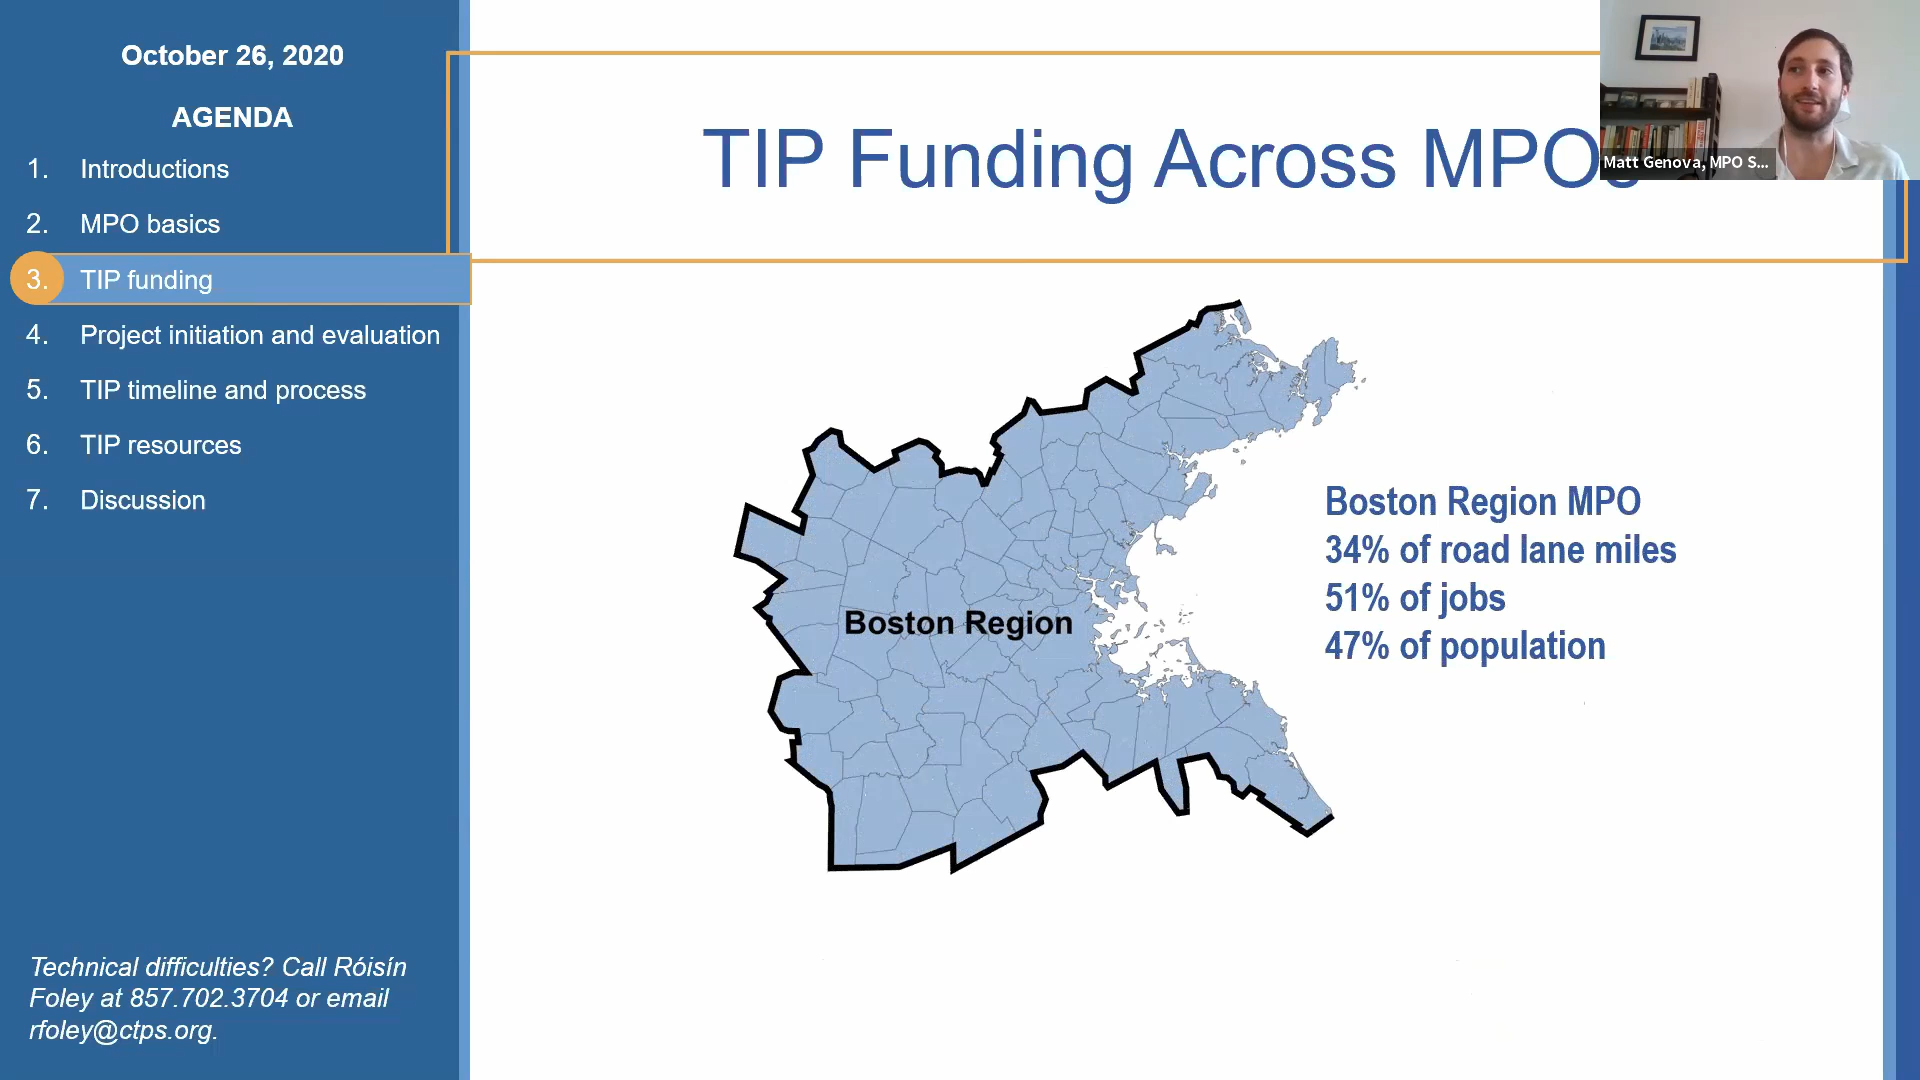 October 26, 2020
AGENDA
1. Introductions
2. MPO basics
3. TIP funding
4. Project initiation and evaluation
5. TIP timeline and process
6. TIP resources
7. Discussion
Technical difficulties? Call Róisín
Foley at 857.702.3704 or email
rfoley@ctps.org.
TIP Funding Across MPOs
Matt Genova, MPO S...
Boston Region
Boston Region MPO
34% of road lane miles
51% of jobs
47% of population